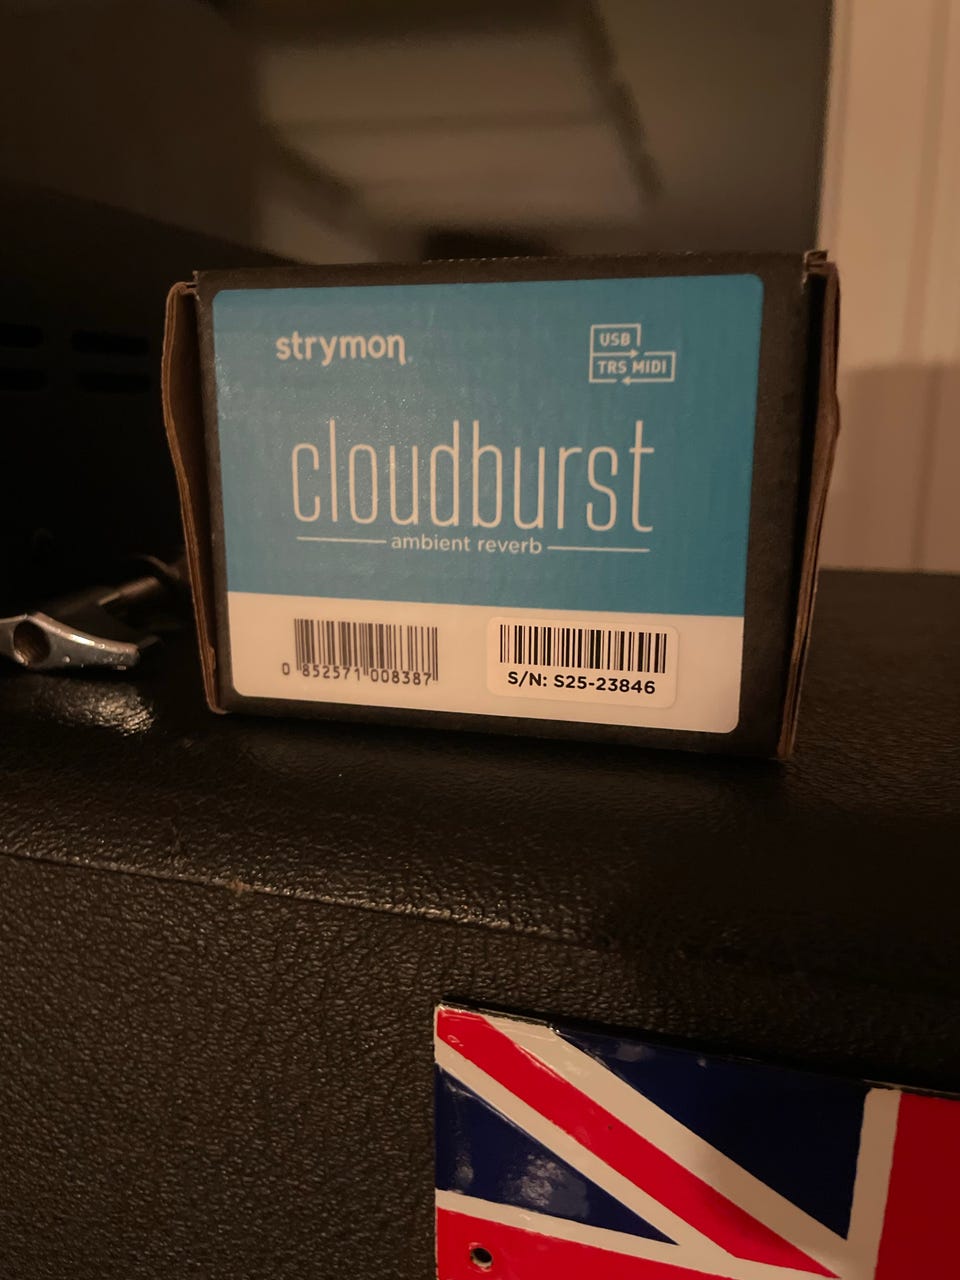 strymon
USB
TRS MIDI
cloudburst
ambient reverb
0 852571 008387
S/N: S25-23846